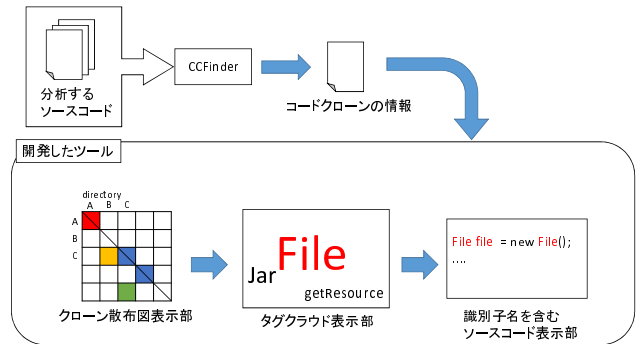 分析する
ソースコード
CCFinder
コードクローンの情報
開発したツール
directory
A B C
A
B
C
クローン散布図表示部
File
Jar
getResource
タグクラウド表示部
File file = new File();
....
識別子名を含む
ソースコード表示部